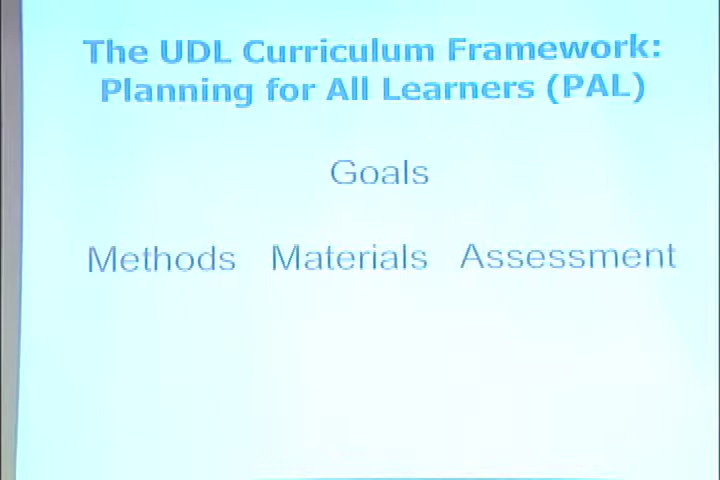 The UDL Curriculum Framework:
Planning for All Learners (PAL)
Goals
Methods Materials Assessment